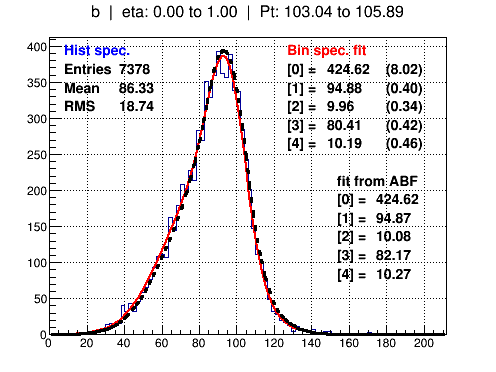 b | eta: 0.00 to 1.00 | Pt: 103.04 to 105.89
Hist spec.
Entries 7378
Mean 86.33
RMS 18.74
Bin spec. fit
[0] = 424.62 (8.02)
[1] = 94.88 (0.40)
[2] = 9.96 (0.34)
[3] = 80.41 (0.42)
[4] = 10.19 (0.46)
fit from ABF
[0] = 424.62
[1] = 94.87
[2] = 10.08
[3] = 82.17
[4] = 10.27
400
350
300
250
200
150
100
50
0
0 20 40 60 80 100 120 140 160 180 200